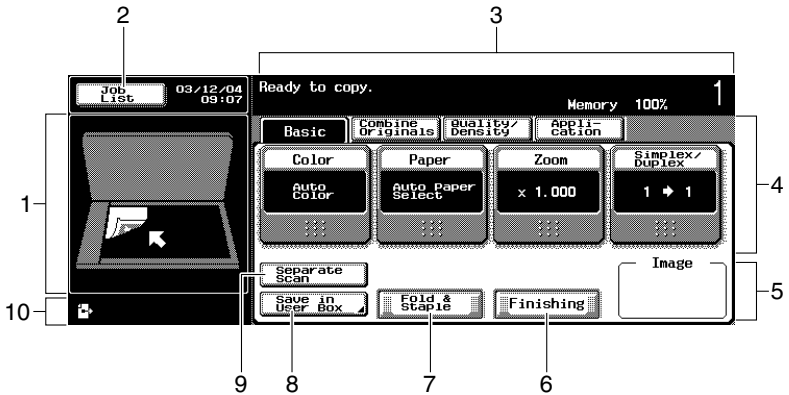 2
3
Job
List
03/12/04
09:07
Ready to copy.
Memory 100%
1
Basic
Combine
Originals
Quality/
Density
Appli-
cation
1
4
Color
Paper
Zoom
Simplex/
Duplex
Auto
Color
Auto Paper
Select
x 1.000
1 → 1
Separate
Scan
Image
5
Save in
User Box
Fold &
Staple
Finishing
10
9
8
7
6